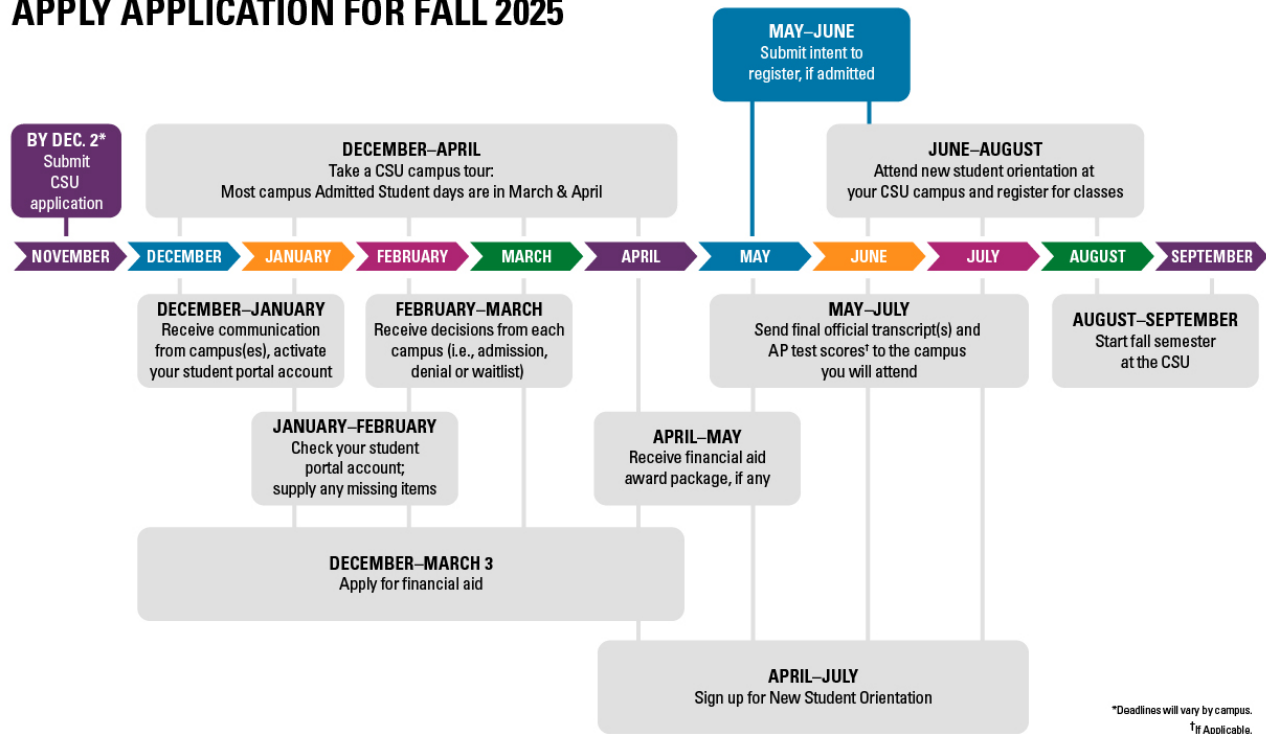 APPLY APPLICATION FOR FALL 2025
MAY–JUNE
Submit intent to
register, if admitted
BY DEC. 2*
Submit
CSU
application
DECEMBER–APRIL
Take a CSU campus tour:
Most campus Admitted Student days are in March & April
JUNE–AUGUST
Attend new student orientation at
your CSU campus and register for classes
NOVEMBER
DECEMBER
JANUARY
FEBRUARY
MARCH
APRIL
MAY
JUNE
JULY
AUGUST
SEPTEMBER
DECEMBER–JANUARY
Receive communication
from campus(es), activate
your student portal account
FEBRUARY–MARCH
Receive decisions from each
campus (i.e., admission,
denial or waitlist)
MAY–JULY
Send final official transcript(s) and
AP test scores† to the campus
you will attend
AUGUST–SEPTEMBER
Start fall semester
at the CSU
JANUARY–FEBRUARY
Check your student
portal account;
supply any missing items
APRIL–MAY
Receive financial aid
award package, if any
DECEMBER–MARCH 3
Apply for financial aid
APRIL–JULY
Sign up for New Student Orientation
*Deadlines will vary by campus.
†If Applicable.